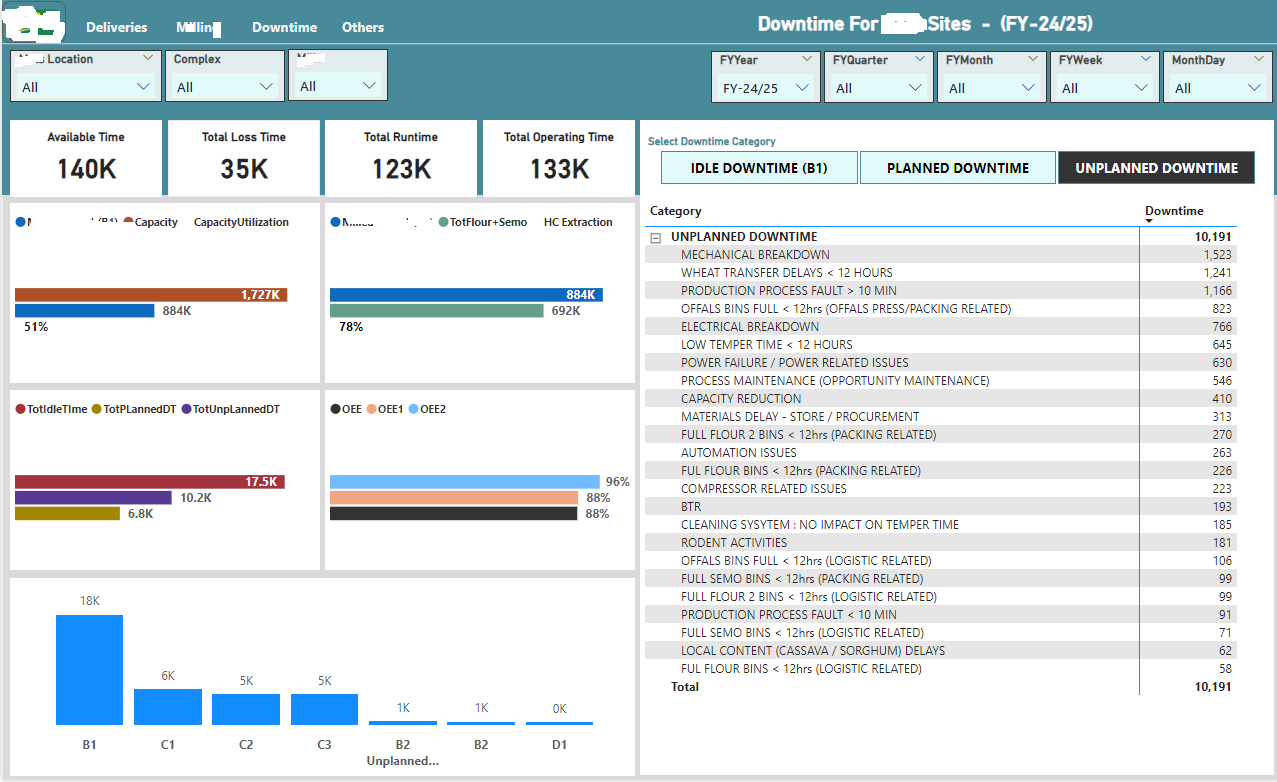 Deliveries Downtime Others
Downtime For Sites - (FY-24/25)
Location Complex FYYear FYQuarter FYMonth FYWeek MonthDay
All All All FY-24/25 All All All All
Available Time Total Loss Time Total Runtime Total Operating Time
140K 35K 123K 133K
Select Downtime Category
IDLE DOWNTIME (B1) PLANNED DOWNTIME UNPLANNED DOWNTIME
Capacity CapacityUtilization
1,727K
884K
51%
TotFlour+Semo HC Extraction
884K
692K
78%
TotIdleTIme TotPLannedDT TotUnpLannedDT
17.5K
10.2K
6.8K
OEE OEE1 OEE2
96%
88%
88%
18K 6K 5K 5K 1K 1K 0K
B1 C1 C2 C3 B2 Unplanned... B2 D1
Category Downtime
UNPLANNED DOWNTIME 10,191
MECHANICAL BREAKDOWN 1,523
WHEAT TRANSFER DELAYS < 12 HOURS 1,241
PRODUCTION PROCESS FAULT > 10 MIN 1,166
OFFALS BINS FULL < 12hrs (OFFALS PRESS/PACKING RELATED) 823
ELECTRICAL BREAKDOWN 766
LOW TEMPER TIME < 12 HOURS 645
POWER FAILURE / POWER RELATED ISSUES 630
PROCESS MAINTENANCE (OPPORTUNITY MAINTENANCE) 546
CAPACITY REDUCTION 410
MATERIALS DELAY - STORE / PROCUREMENT 313
FULL FLOUR 2 BINS < 12hrs (PACKING RELATED) 270
AUTOMATION ISSUES 263
FUL FLOUR BINS < 12hrs (PACKING RELATED) 226
COMPRESSOR RELATED ISSUES 223
BTR 193
CLEANING SYSYTEM : NO IMPACT ON TEMPER TIME 185
RODENT ACTIVITIES 181
OFFALS BINS FULL < 12hrs (LOGISTIC RELATED) 106
FULL SEMO BINS < 12hrs (PACKING RELATED) 99
FULL FLOUR 2 BINS < 12hrs (LOGISTIC RELATED) 99
PRODUCTION PROCESS FAULT < 10 MIN 91
FULL SEMO BINS < 12hrs (LOGISTIC RELATED) 71
LOCAL CONTENT (CASSAVA / SORGHUM) DELAYS 62
FUL FLOUR BINS < 12hrs (LOGISTIC RELATED) 58
Total 10,191